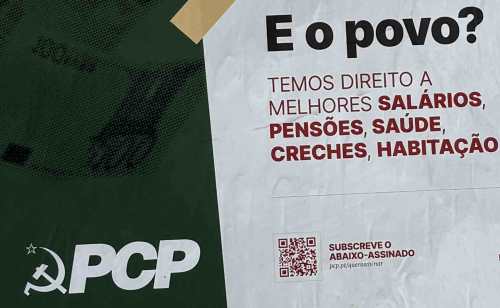 E o povo?
TEMOS DIREITO A
MELHORES SALÁRIOS,
PENSÕES, SAÚDE,
CRECHES, HABITAÇÃO
SUBSCREVE O
ABAIXO-ASSINADO
PCP